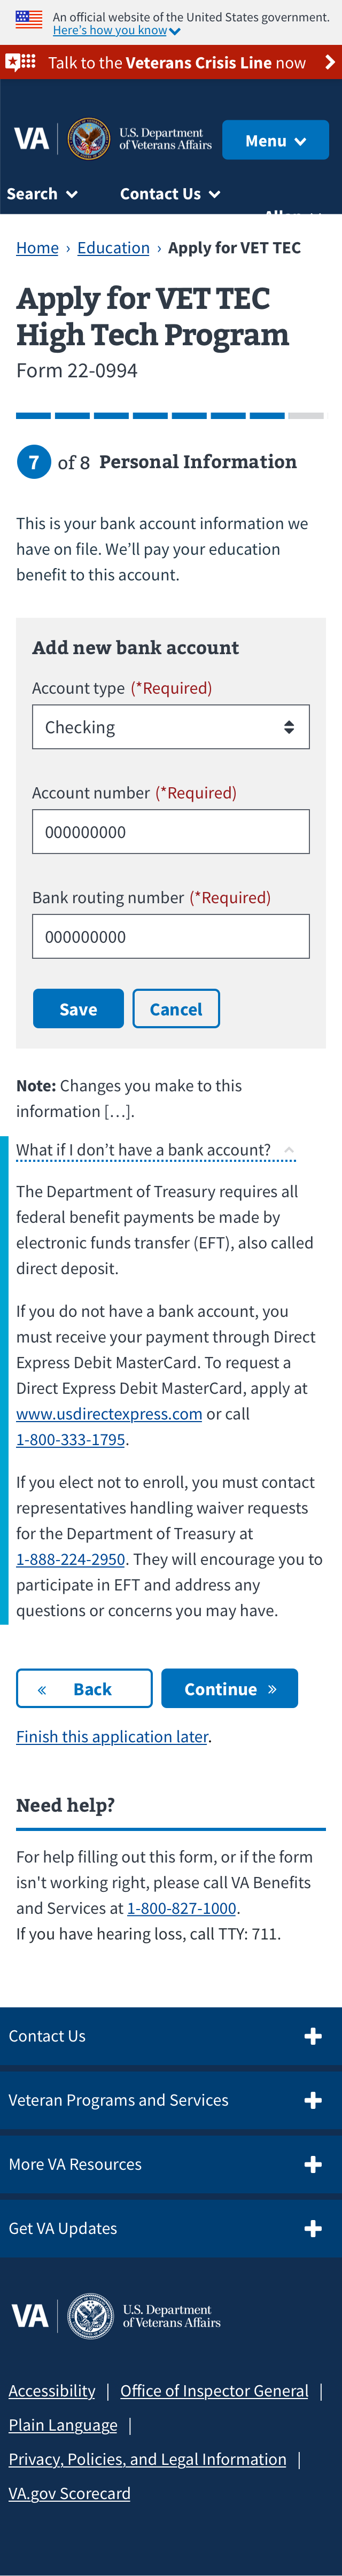 An official website of the United States government.
Here's how you know
Talk to the Veterans Crisis Line now
VA
U.S. Department
of Veterans Affairs
Menu
Search
Contact Us
Home › Education › Apply for VET TEC
Apply for VET TEC
High Tech Program
Form 22-0994
7 of 8 Personal Information
This is your bank account information we
have on file. We'll pay your education
benefit to this account.
Add new bank account
Account type (*Required)
Checking
Account number (*Required)
000000000
Bank routing number (*Required)
000000000
Save
Cancel
Note: Changes you make to this
information […].
What if I don't have a bank account?
The Department of Treasury requires all
federal benefit payments be made by
electronic funds transfer (EFT), also called
direct deposit.
If you do not have a bank account, you
must receive your payment through Direct
Express Debit MasterCard. To request a
Direct Express Debit MasterCard, apply at
www.usdirectexpress.com or call
1-800-333-1795.
If you elect not to enroll, you must contact
representatives handling waiver requests
for the Department of Treasury at
1-888-224-2950. They will encourage you to
participate in EFT and address any
questions or concerns you may have.
« Back
Continue »
Finish this application later.
Need help?
For help filling out this form, or if the form
isn't working right, please call VA Benefits
and Services at 1-800-827-1000.
If you have hearing loss, call TTY: 711.
Contact Us
Veteran Programs and Services
More VA Resources
Get VA Updates
VA
U.S. Department
of Veterans Affairs
Accessibility | Office of Inspector General |
Plain Language |
Privacy, Policies, and Legal Information |
VA.gov Scorecard